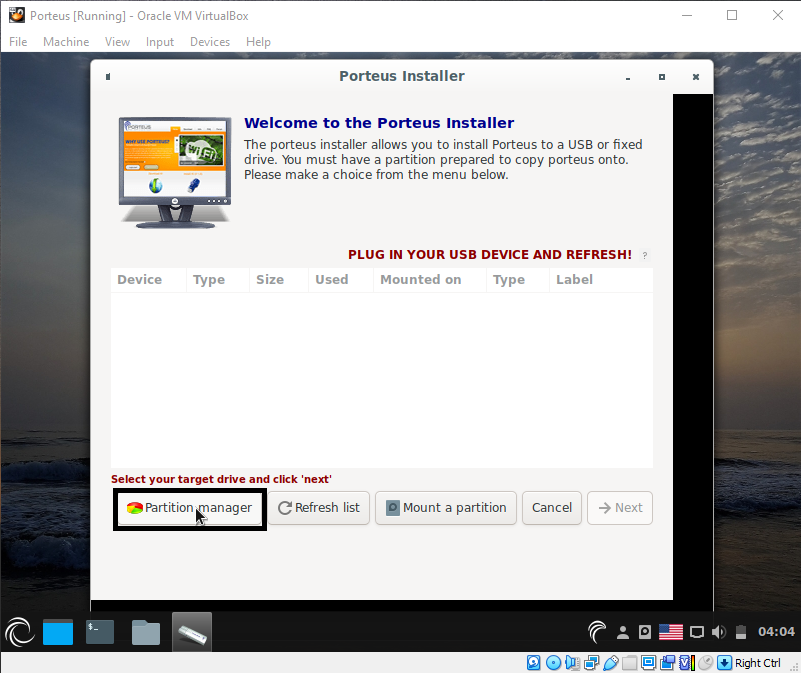 Porteus [Running] - Oracle VM VirtualBox
File Machine View Input Devices Help
Porteus Installer
PORTEUS
WHY USE PORTEUS?
WiFi
Welcome to the Porteus Installer
The porteus installer allows you to install Porteus to a USB or fixed
drive. You must have a partition prepared to copy porteus onto.
Please make a choice from the menu below.
PLUG IN YOUR USB DEVICE AND REFRESH! ?
Device Type Size Used Mounted on Type Label
Select your target drive and click 'next'
Partition manager Refresh list Mount a partition Cancel Next
$_
04:04
Right Ctrl